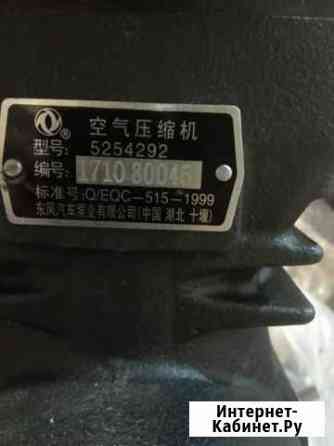 ® 空气压缩机
型号: 5254292
编号: 1710 80046
标准号: Q/EQC-515-1999
东风汽车泵业有限公司(中国 湖北 十堰)
Интернет-
Кабинет.Ру